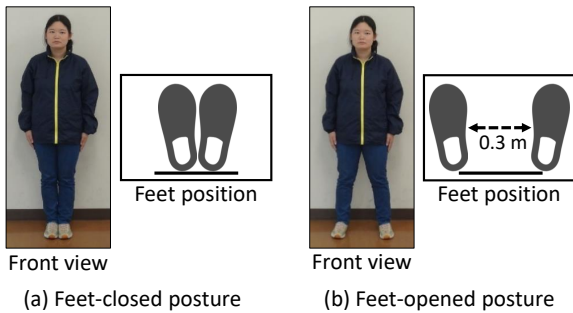 0.3 m
Feet position
Feet position
Front view
Front view
(a) Feet-closed posture
(b) Feet-opened posture